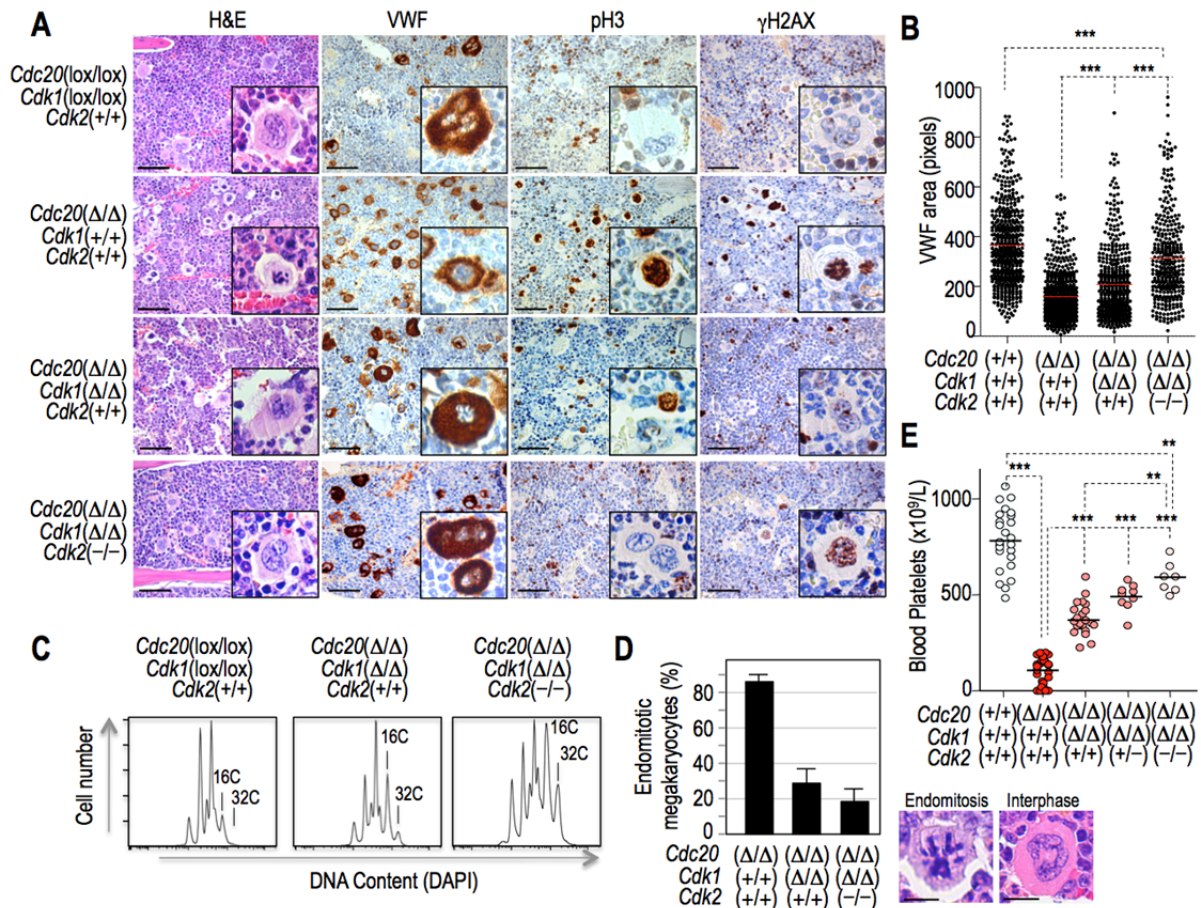 A
H&E VWF pH3 γH2AX
Cdc20(lox/lox)
Cdk1(lox/lox)
Cdk2(+/+)
Cdc20(Δ/Δ)
Cdk1(+/+)
Cdk2(+/+)
Cdc20(Δ/Δ)
Cdk1(Δ/Δ)
Cdk2(+/+)
Cdc20(Δ/Δ)
Cdk1(Δ/Δ)
Cdk2(−/−)
B
***
*** ***
VWF area (pixels)
1000
800
600
400
200
0
Cdc20 (+/+) (Δ/Δ) (Δ/Δ) (Δ/Δ)
Cdk1 (+/+) (+/+) (Δ/Δ) (Δ/Δ)
Cdk2 (+/+) (+/+) (+/+) (−/−)
C
Cdc20(lox/lox) Cdc20(Δ/Δ) Cdc20(Δ/Δ)
Cdk1(lox/lox) Cdk1(Δ/Δ) Cdk1(Δ/Δ)
Cdk2(+/+) Cdk2(+/+) Cdk2(−/−)
Cell number
16C
32C
16C
32C
16C
32C
DNA Content (DAPI)
D
Endomitotic
megakaryocytes (%)
80
60
40
20
0
Cdc20 (Δ/Δ) (Δ/Δ) (Δ/Δ)
Cdk1 (+/+) (Δ/Δ) (Δ/Δ)
Cdk2 (+/+) (+/+) (−/−)
E
**
*** **
*** *** ***
Blood Platelets (x10⁹/L)
1000
500
0
Cdc20 (+/+) (Δ/Δ) (Δ/Δ) (Δ/Δ) (Δ/Δ)
Cdk1 (+/+) (+/+) (Δ/Δ) (Δ/Δ) (Δ/Δ)
Cdk2 (+/+) (+/+) (+/+) (+/−) (−/−)
Endomitosis Interphase